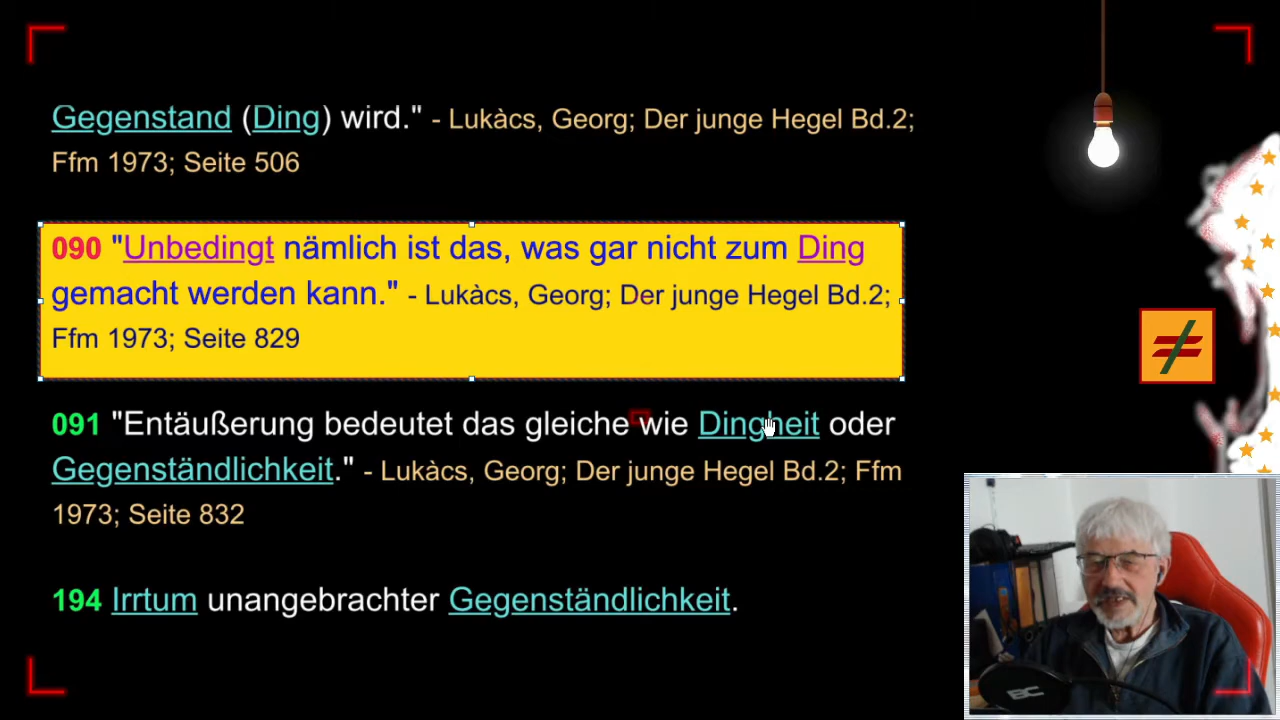 Gegenstand (Ding) wird." - Lukàcs, Georg; Der junge Hegel Bd.2;
Ffm 1973; Seite 506
090 "Unbedingt nämlich ist das, was gar nicht zum Ding
gemacht werden kann." - Lukàcs, Georg; Der junge Hegel Bd.2;
Ffm 1973; Seite 829
≠
091 "Entäußerung bedeutet das gleiche wie Dingheit oder
Gegenständlichkeit." - Lukàcs, Georg; Der junge Hegel Bd.2; Ffm
1973; Seite 832
194 Irrtum unangebrachter Gegenständlichkeit.
BC